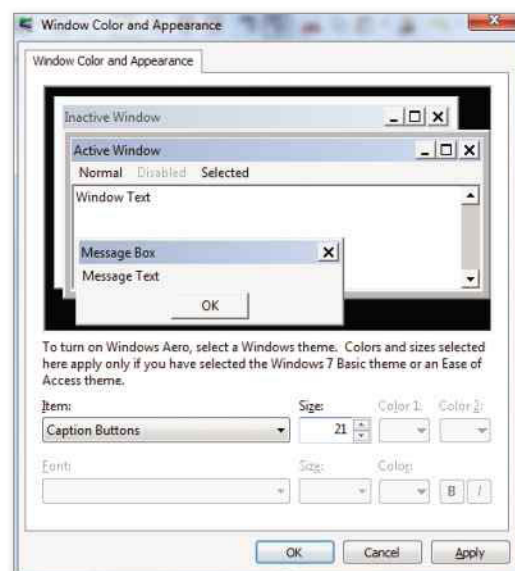 Window Color and Appearance
Window Color and Appearance
Inactive Window
Active Window
Normal Disabled Selected
Window Text
Message Box
Message Text
OK
To turn on Windows Aero, select a Windows theme. Colors and sizes selected
here apply only if you have selected the Windows 7 Basic theme or an Ease of
Access theme.
Item: Size: Color 1: Color 2:
Caption Buttons 21
Font: Size: Color:
B I
OK Cancel Apply